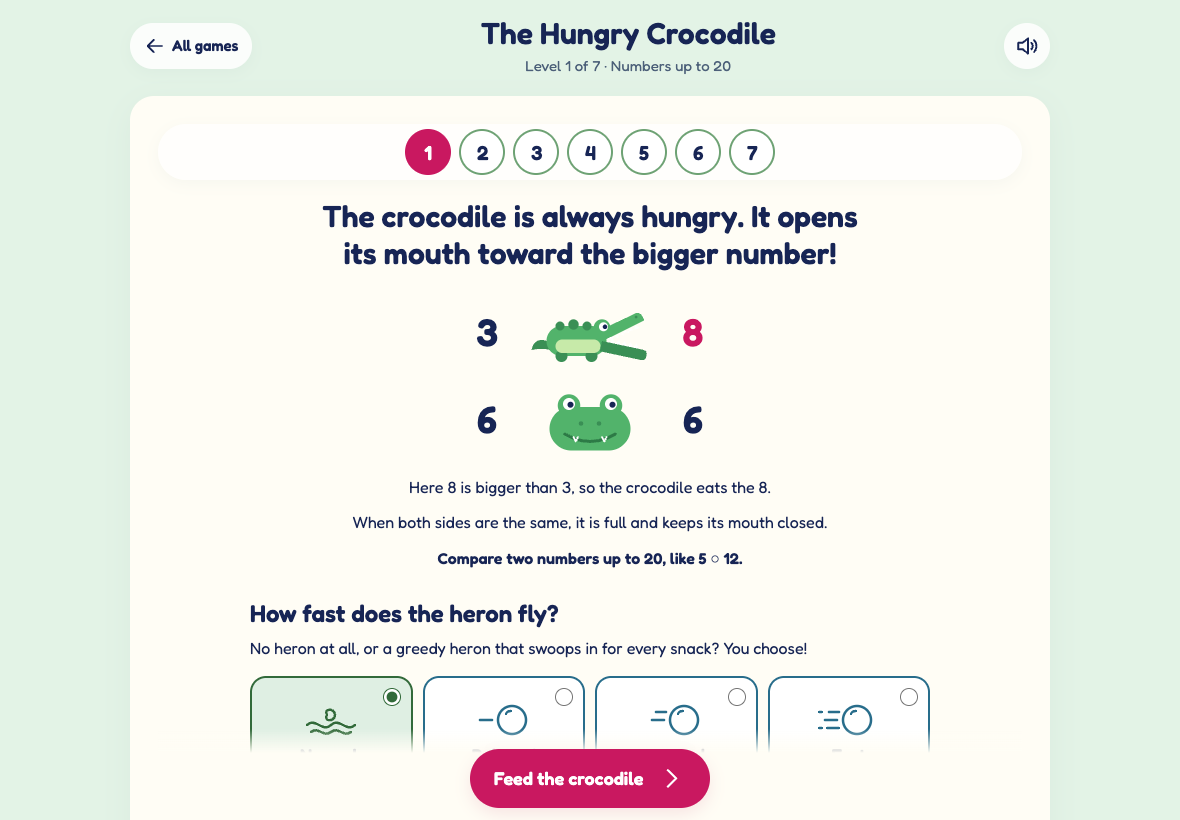 All games
The Hungry Crocodile
Level 1 of 7 · Numbers up to 20
1 2 3 4 5 6 7
The crocodile is always hungry. It opens
its mouth toward the bigger number!
3 8
6 6
Here 8 is bigger than 3, so the crocodile eats the 8.
When both sides are the same, it is full and keeps its mouth closed.
Compare two numbers up to 20, like 5 ○ 12.
How fast does the heron fly?
No heron at all, or a greedy heron that swoops in for every snack? You choose!
Feed the crocodile